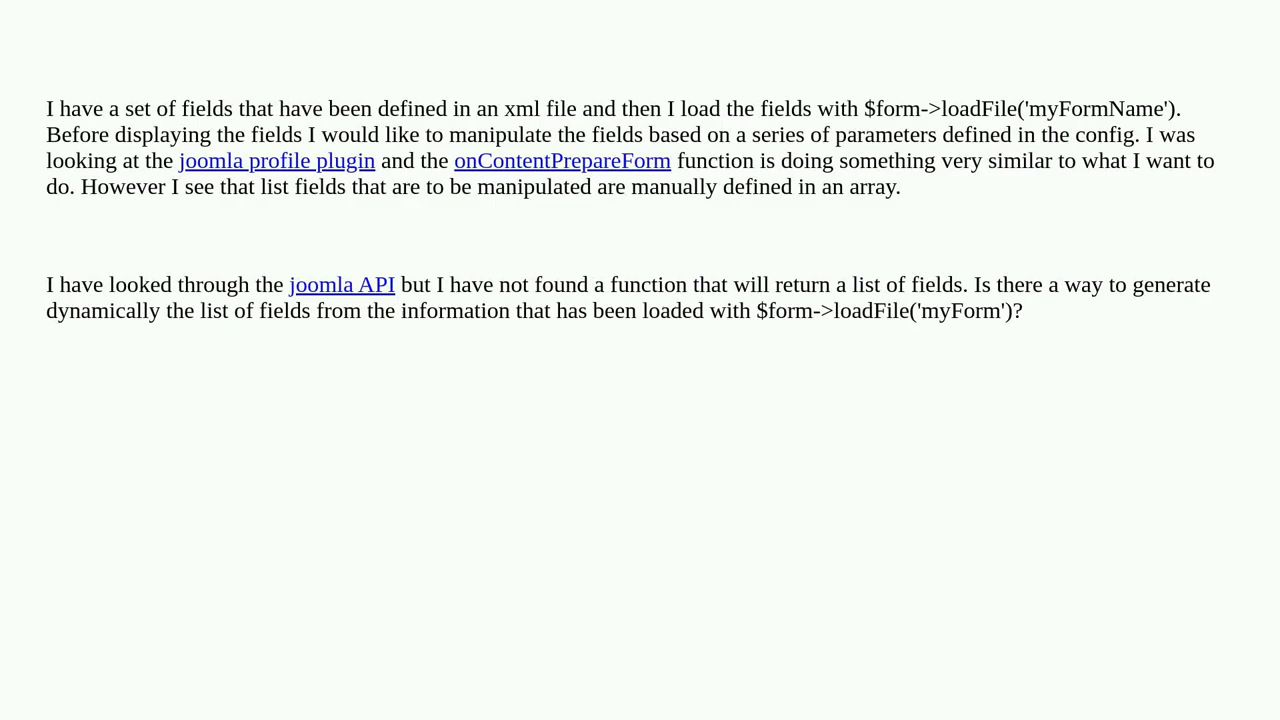 I have a set of fields that have been defined in an xml file and then I load the fields with $form->loadFile('myFormName').
Before displaying the fields I would like to manipulate the fields based on a series of parameters defined in the config. I was
looking at the joomla profile plugin and the onContentPrepareForm function is doing something very similar to what I want to
do. However I see that list fields that are to be manipulated are manually defined in an array.
I have looked through the joomla API but I have not found a function that will return a list of fields. Is there a way to generate
dynamically the list of fields from the information that has been loaded with $form->loadFile('myForm')?